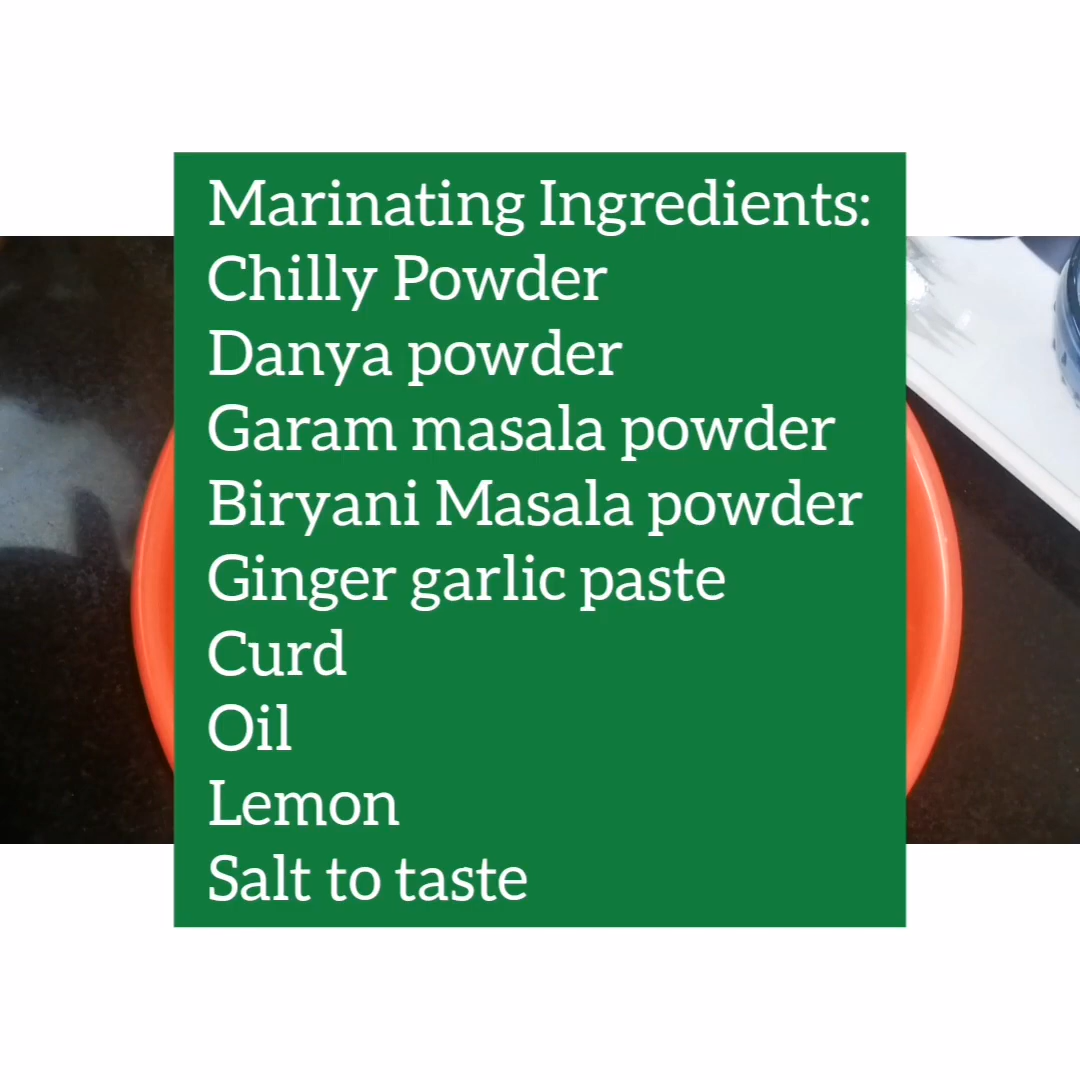 Marinating Ingredients:
Chilly Powder
Danya powder
Garam masala powder
Biryani Masala powder
Ginger garlic paste
Curd
Oil
Lemon
Salt to taste